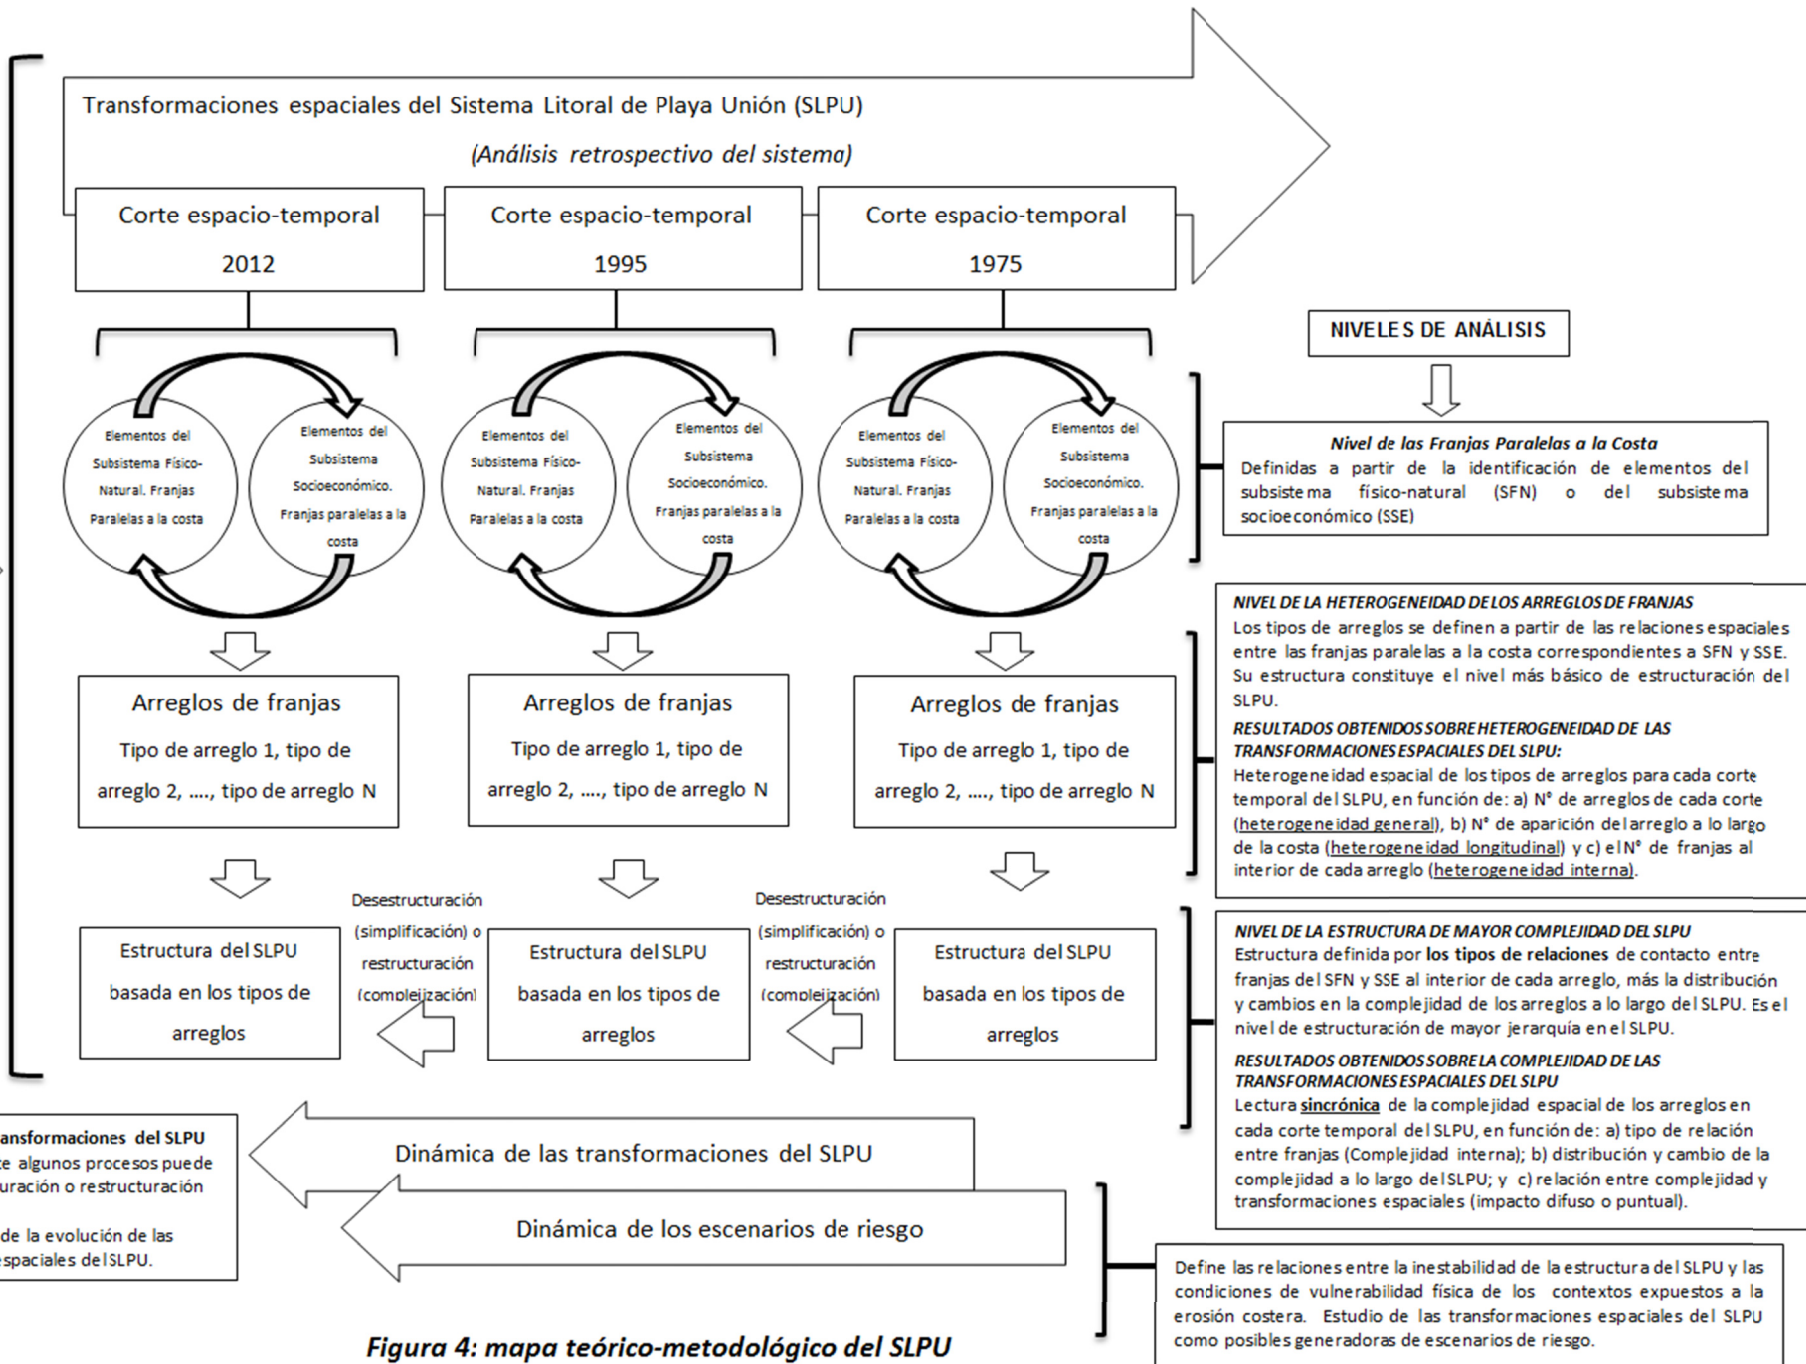 Transformaciones espaciales del Sistema Litoral de Playa Unión (SLPU)
(Análisis retrospectivo del sistema)
Corte espacio-temporal
2012
Corte espacio-temporal
1995
Corte espacio-temporal
1975
NIVELES DE ANÁLISIS
Elementos del
Subsistema Físico-
Natural. Franjas
Paralelas a la costa
Elementos del
Subsistema
Socioeconómico.
Franjas paralelas a la
costa
Elementos del
Subsistema Físico-
Natural. Franjas
Paralelas a la costa
Elementos del
Subsistema
Socioeconómico.
Franjas paralelas a la
costa
Elementos del
Subsistema Físico-
Natural. Franjas
Paralelas a la costa
Elementos del
Subsistema
Socioeconómico.
Franjas paralelas a la
costa
Nivel de las Franjas Paralelas a la Costa
Definidas a partir de la identificación de elementos del
subsistema físico-natural (SFN) o del subsistema
socioeconómico (SSE)
Arreglos de franjas
Tipo de arreglo 1, tipo de
arreglo 2, ...., tipo de arreglo N
Arreglos de franjas
Tipo de arreglo 1, tipo de
arreglo 2, ...., tipo de arreglo N
Arreglos de franjas
Tipo de arreglo 1, tipo de
arreglo 2, ...., tipo de arreglo N
NIVEL DE LA HETEROGENEIDAD DE LOS ARREGLOS DE FRANJAS
Los tipos de arreglos se definen a partir de las relaciones espaciales
entre las franjas paralelas a la costa correspondientes a SFN y SSE.
Su estructura constituye el nivel más básico de estructuración del
SLPU.
RESULTADOS OBTENIDOS SOBRE HETEROGENEIDAD DE LAS
TRANSFORMACIONES ESPACIALES DEL SLPU:
Heterogeneidad espacial de los tipos de arreglos para cada corte
temporal del SLPU, en función de: a) N° de arreglos de cada corte
(heterogeneidad general), b) N° de aparición del arreglo a lo largo
de la costa (heterogeneidad longitudinal) y c) el N° de franjas al
interior de cada arreglo (heterogeneidad interna).
Estructura del SLPU
basada en los tipos de
arreglos
Desestructuración
(simplificación) o
restructuración
(complejización)
Estructura del SLPU
basada en los tipos de
arreglos
Desestructuración
(simplificación) o
restructuración
(complejización)
Estructura del SLPU
basada en los tipos de
arreglos
NIVEL DE LA ESTRUCTURA DE MAYOR COMPLEJIDAD DEL SLPU
Estructura definida por los tipos de relaciones de contacto entre
franjas del SFN y SSE al interior de cada arreglo, más la distribución
y cambios en la complejidad de los arreglos a lo largo del SLPU. Es el
nivel de estructuración de mayor jerarquía en el SLPU.
RESULTADOS OBTENIDOS SOBRE LA COMPLEJIDAD DE LAS
TRANSFORMACIONES ESPACIALES DEL SLPU
Lectura sincrónica de la complejidad espacial de los arreglos en
cada corte temporal del SLPU, en función de: a) tipo de relación
entre franjas (Complejidad interna); b) distribución y cambio de la
complejidad a lo largo del SLPU; y c) relación entre complejidad y
transformaciones espaciales (impacto difuso o puntual).
ansformaciones del SLPU
te algunos procesos puede
uración o restructuración
de la evolución de las
espaciales del SLPU.
Dinámica de las transformaciones del SLPU
Dinámica de los escenarios de riesgo
Define las relaciones entre la inestabilidad de la estructura del SLPU y las
condiciones de vulnerabilidad física de los contextos expuestos a la
erosión costera. Estudio de las transformaciones espaciales del SLPU
como posibles generadoras de escenarios de riesgo.
Figura 4: mapa teórico-metodológico del SLPU